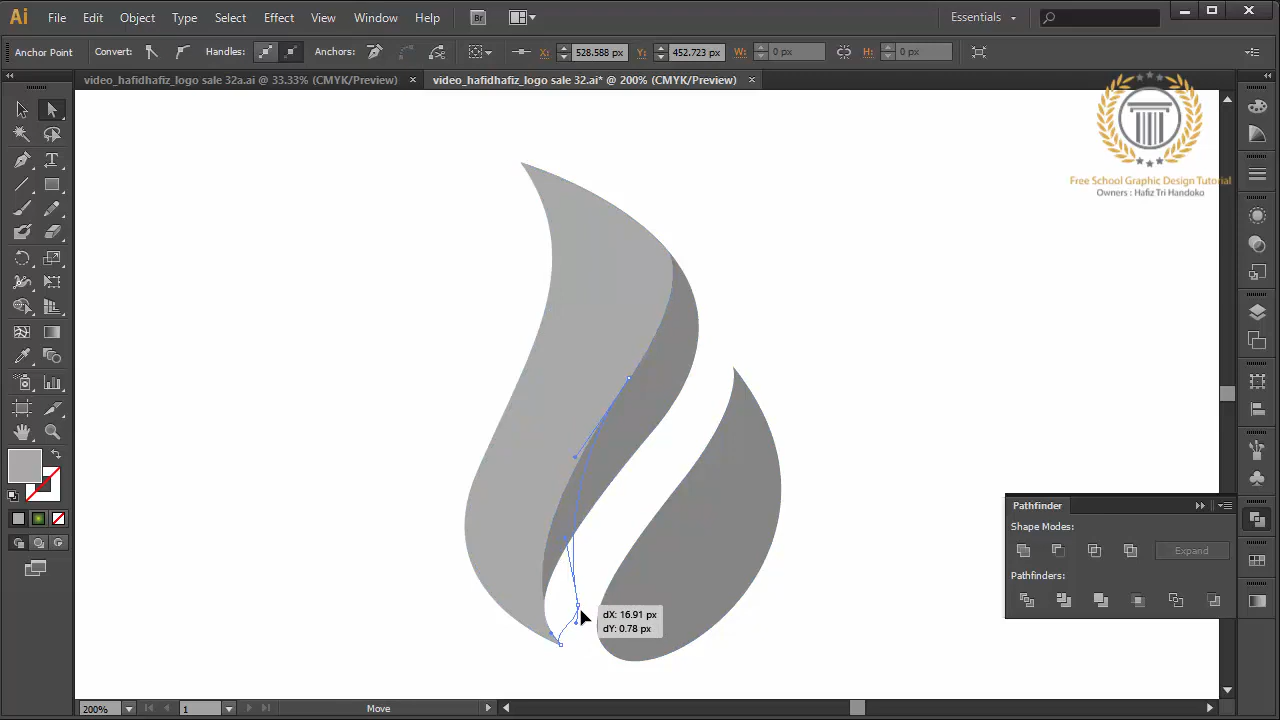 Ai File Edit Object Type Select Effect View Window Help Br Essentials
Anchor Point Convert: Handles: Anchors: X: 528.588 px Y: 452.723 px W: 0 px H: 0 px
video_hafidhafiz_logo sale 32a.ai @ 33.33% (CMYK/Preview) × video_hafidhafiz_logo sale 32.ai* @ 200% (CMYK/Preview) ×
Free School Graphic Design Tutorial
Owners : Hafiz Tri Handoko
Pathfinder
Shape Modes:
Expand
Pathfinders:
dX: 16.91 px
dY: 0.78 px
200% 1 Move